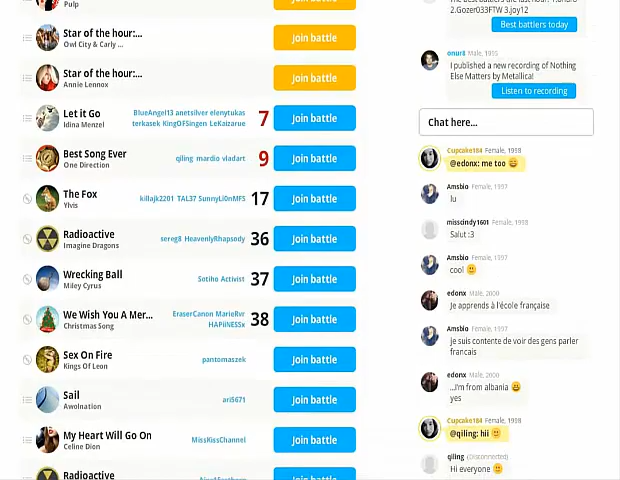 Pulp
Join battle
Star of the hour:...
Owl City & Carly ...
Join battle
Star of the hour:...
Annie Lennox
Join battle
Let it Go
Idina Menzel
BlueAngel13 anetsilver elenytukas
terkasek KingOFSingen LeKaizarue
7
Join battle
Best Song Ever
One Direction
qiling mardio vladart
9
Join battle
The Fox
Ylvis
killajk2201 TAL37 SunnyLi0nMFS
17
Join battle
Radioactive
Imagine Dragons
sereg8 HeavenlyRhapsody
36
Join battle
Wrecking Ball
Miley Cyrus
Sotiho Activist
37
Join battle
We Wish You A Mer...
Christmas Song
EraserCanon MarieRvr
HAPiiNESSx
38
Join battle
Sex On Fire
Kings Of Leon
pantomaszek
Join battle
Sail
Awolnation
ari5671
Join battle
My Heart Will Go On
Celine Dion
MissKissChannel
Join battle
Radioactive
Join battle
2.Gozer033FTW 3.joy12
Best battlers today
onur8 Male, 1995
I published a new recording of Nothing
Else Matters by Metallica!
Listen to recording
Chat here...
Cupcake184 Female, 1998
@edonx: me too
Amsbio Female, 1997
lu
misscindy1601 Female, 1998
Salut :3
Amsbio Female, 1997
cool
edonx Male, 2000
Je apprends à l'école française
Amsbio Female, 1997
je suis contente de voir des gens parler
francais
edonx Male, 2000
...I'm from albania
yes
Cupcake184 Female, 1998
@qiling: hii
qiling (Disconnected)
Hi everyone